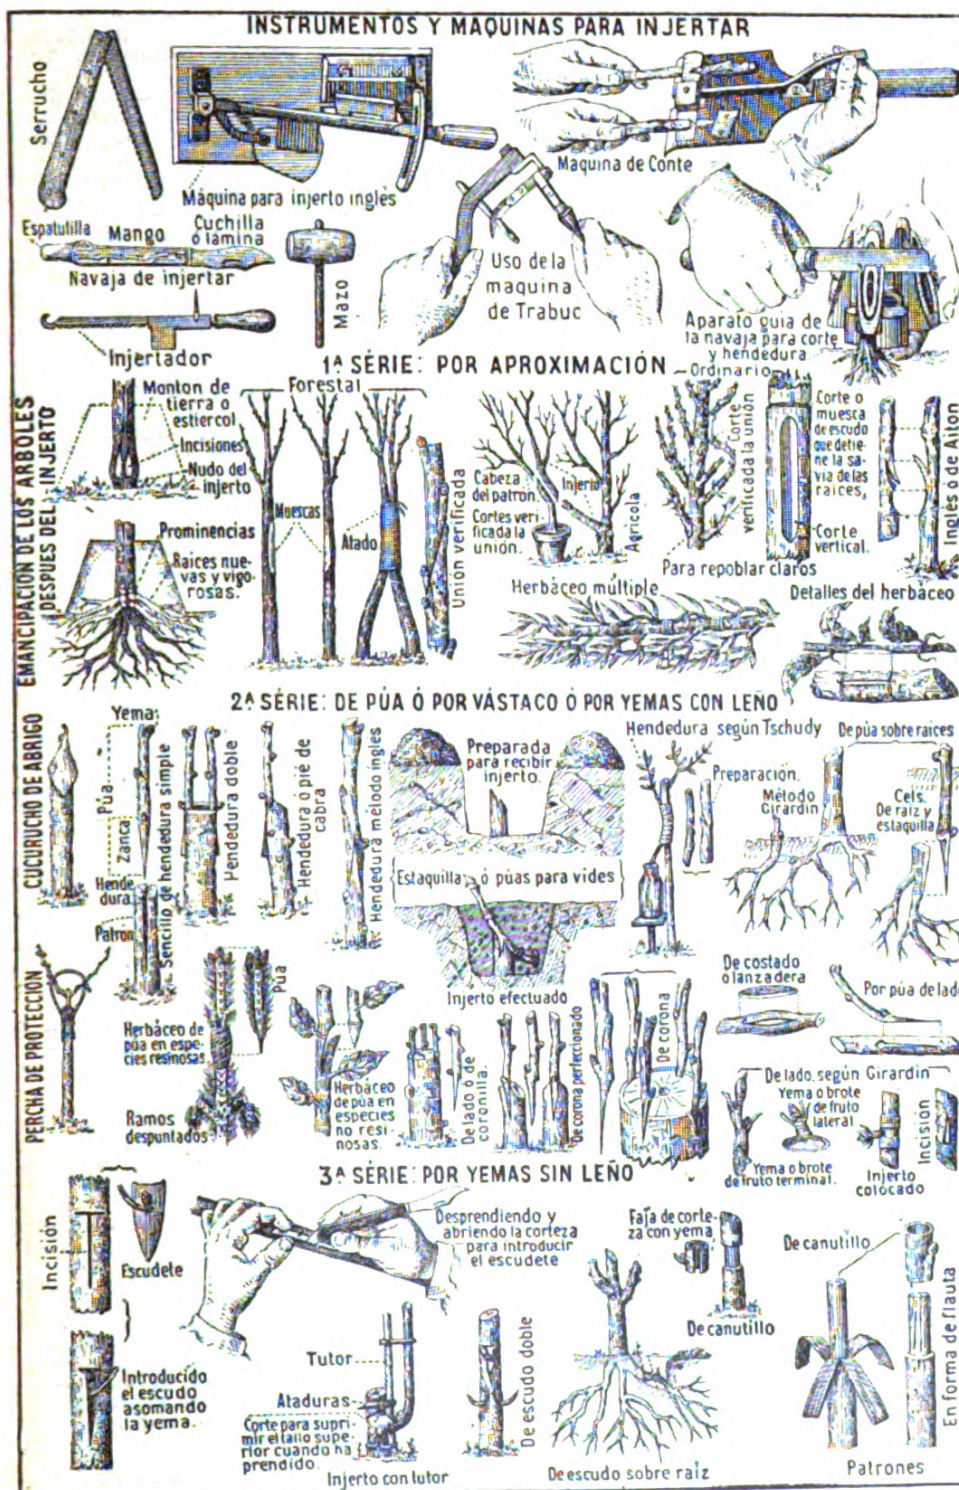 INSTRUMENTOS Y MAQUINAS PARA INJERTAR
Serrucho
Máquina para injerto inglés
Maquina de Conte
Espatulilla
Mango
Cuchilla
ó lamina
Navaja de injertar
Mazo
Uso de la
maquina
de Trabuc
Injertador
Aparato guia de
la navaja para corte
y hendedura
1ª SÉRIE: POR APROXIMACIÓN
Ordinario
EMANCIPACION DE LOS ARBOLES
DESPUES DEL INJERTO
Monton de
tierra o
estiercol
Incisiones
Nudo del
injerto
Prominencias
Raices nue-
vas y vigo-
rosas.
Forestal
Muescas
Atado
Unión verificada
Cabeza
del patrón.
Cortes veri-
ficada la
unión.
Injerto
Agrícola
Corte
verificada la unión
Para repoblar claros
Corte o
muesca
de escudo
que detie-
ne la sa-
via de las
raices,
Corte
vertical.
Inglés ó de Aiton
Herbáceo múltiple
Detalles del herbáceo
2ª SÉRIE: DE PÚA Ó POR VÁSTACO Ó POR YEMAS CON LEÑO
CUCURUCHO DE ABRIGO
Yema
Púa
Zanca
Hende
dura.
Patron
Sencillo de hendedura simple
Hendedura doble
Hendedura o pié de
cabra
Hendedura método ingles
Preparada
para recibir
injerto.
Estaquilla ó púas para vides
Injerto efectuado
Hendedura según Tschudy
Preparación.
De púa sobre raices
Método
Girardin
Cels.
De raiz y
estaquilla
PERCHA DE PROTECCION
Herbáceo de
púa en espe-
cies resinosas.
Púa
Ramos
despuntados
Herbáceo
de púa en
especies
no resi-
nosas.
De lado ó de
coronilla.
De corona perfeccionado
De corona
De costado
o lanzadera
Por púa de lado
De lado, según Girardin
Yema o brote
de fruto
lateral
Yema o brote
de fruto terminal.
Injerto
colocado
Incisión
3ª SÉRIE: POR YEMAS SIN LEÑO
Incisión
Escudete
Desprendiendo y
abriendo la corteza
para introducir
el escudete
Faja de corte-
za con yema
De canutillo
De canutillo
En forma de flauta
Introducido
el escudo
asomando
la yema.
Tutor
Ataduras
Corte para supri-
mir el tallo supe-
rior cuando ha
prendido.
Injerto con tutor
De escudo doble
De escudo sobre raíz
Patrones